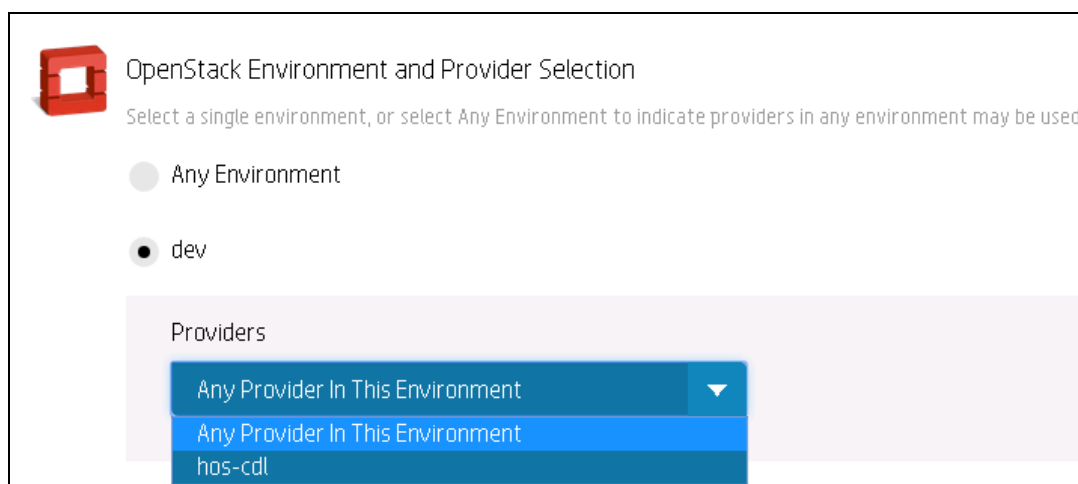 OpenStack Environment and Provider Selection
Select a single environment, or select Any Environment to indicate providers in any environment may be used
Any Environment
dev
Providers
Any Provider In This Environment
Any Provider In This Environment
hos-cdl